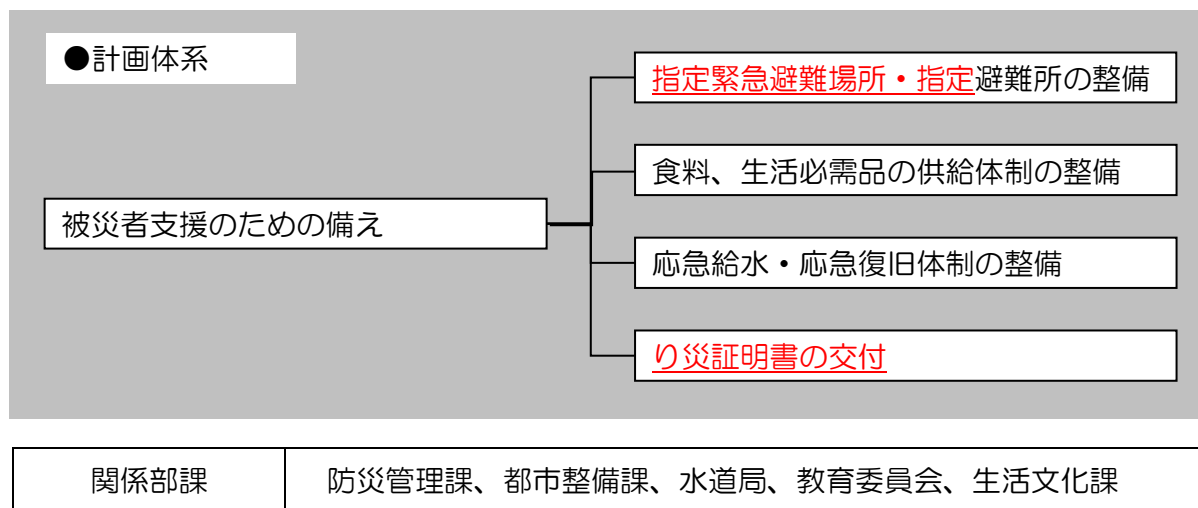 ●計画体系
指定緊急避難場所・指定避難所の整備
食料、生活必需品の供給体制の整備
被災者支援のための備え
応急給水・応急復旧体制の整備
り災証明書の交付
関係部課 防災管理課、都市整備課、水道局、教育委員会、生活文化課